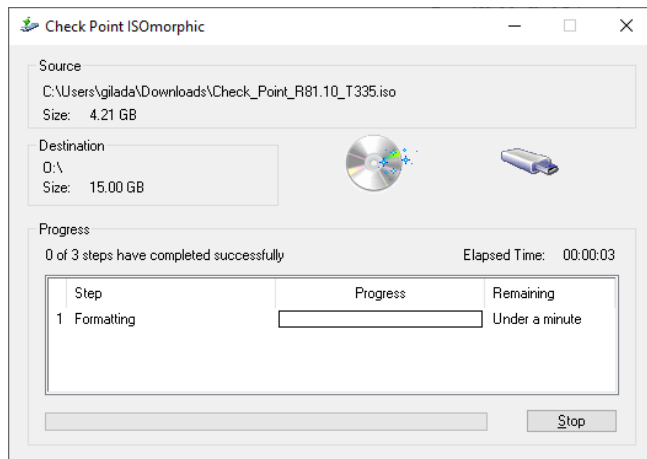 Check Point ISOmorphic
Source
C:\Users\gilada\Downloads\Check_Point_R81.10_T335.iso
Size: 4.21 GB
Destination
O:\
Size: 15.00 GB
Progress
0 of 3 steps have completed successfully Elapsed Time: 00:00:03
Step Progress Remaining
1 Formatting Under a minute
Stop